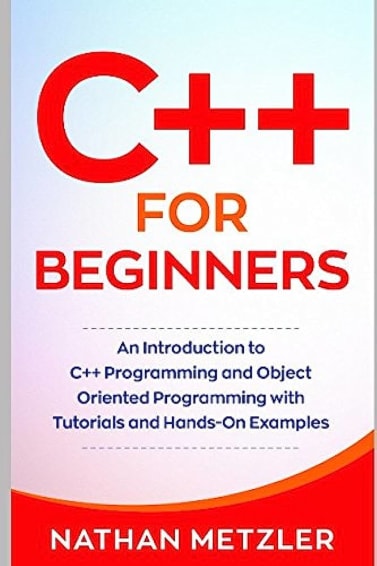 C++
FOR
BEGINNERS
An Introduction to
C++ Programming and Object
Oriented Programming with
Tutorials and Hands-On Examples
NATHAN METZLER